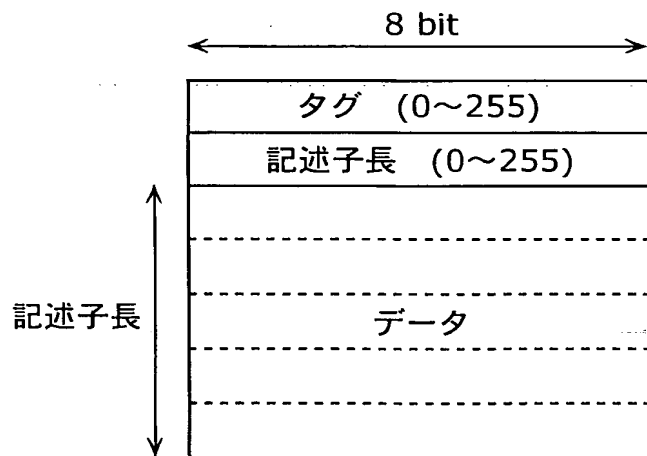 8 bit
タグ (0～255)
記述子長 (0～255)
記述子長
データ